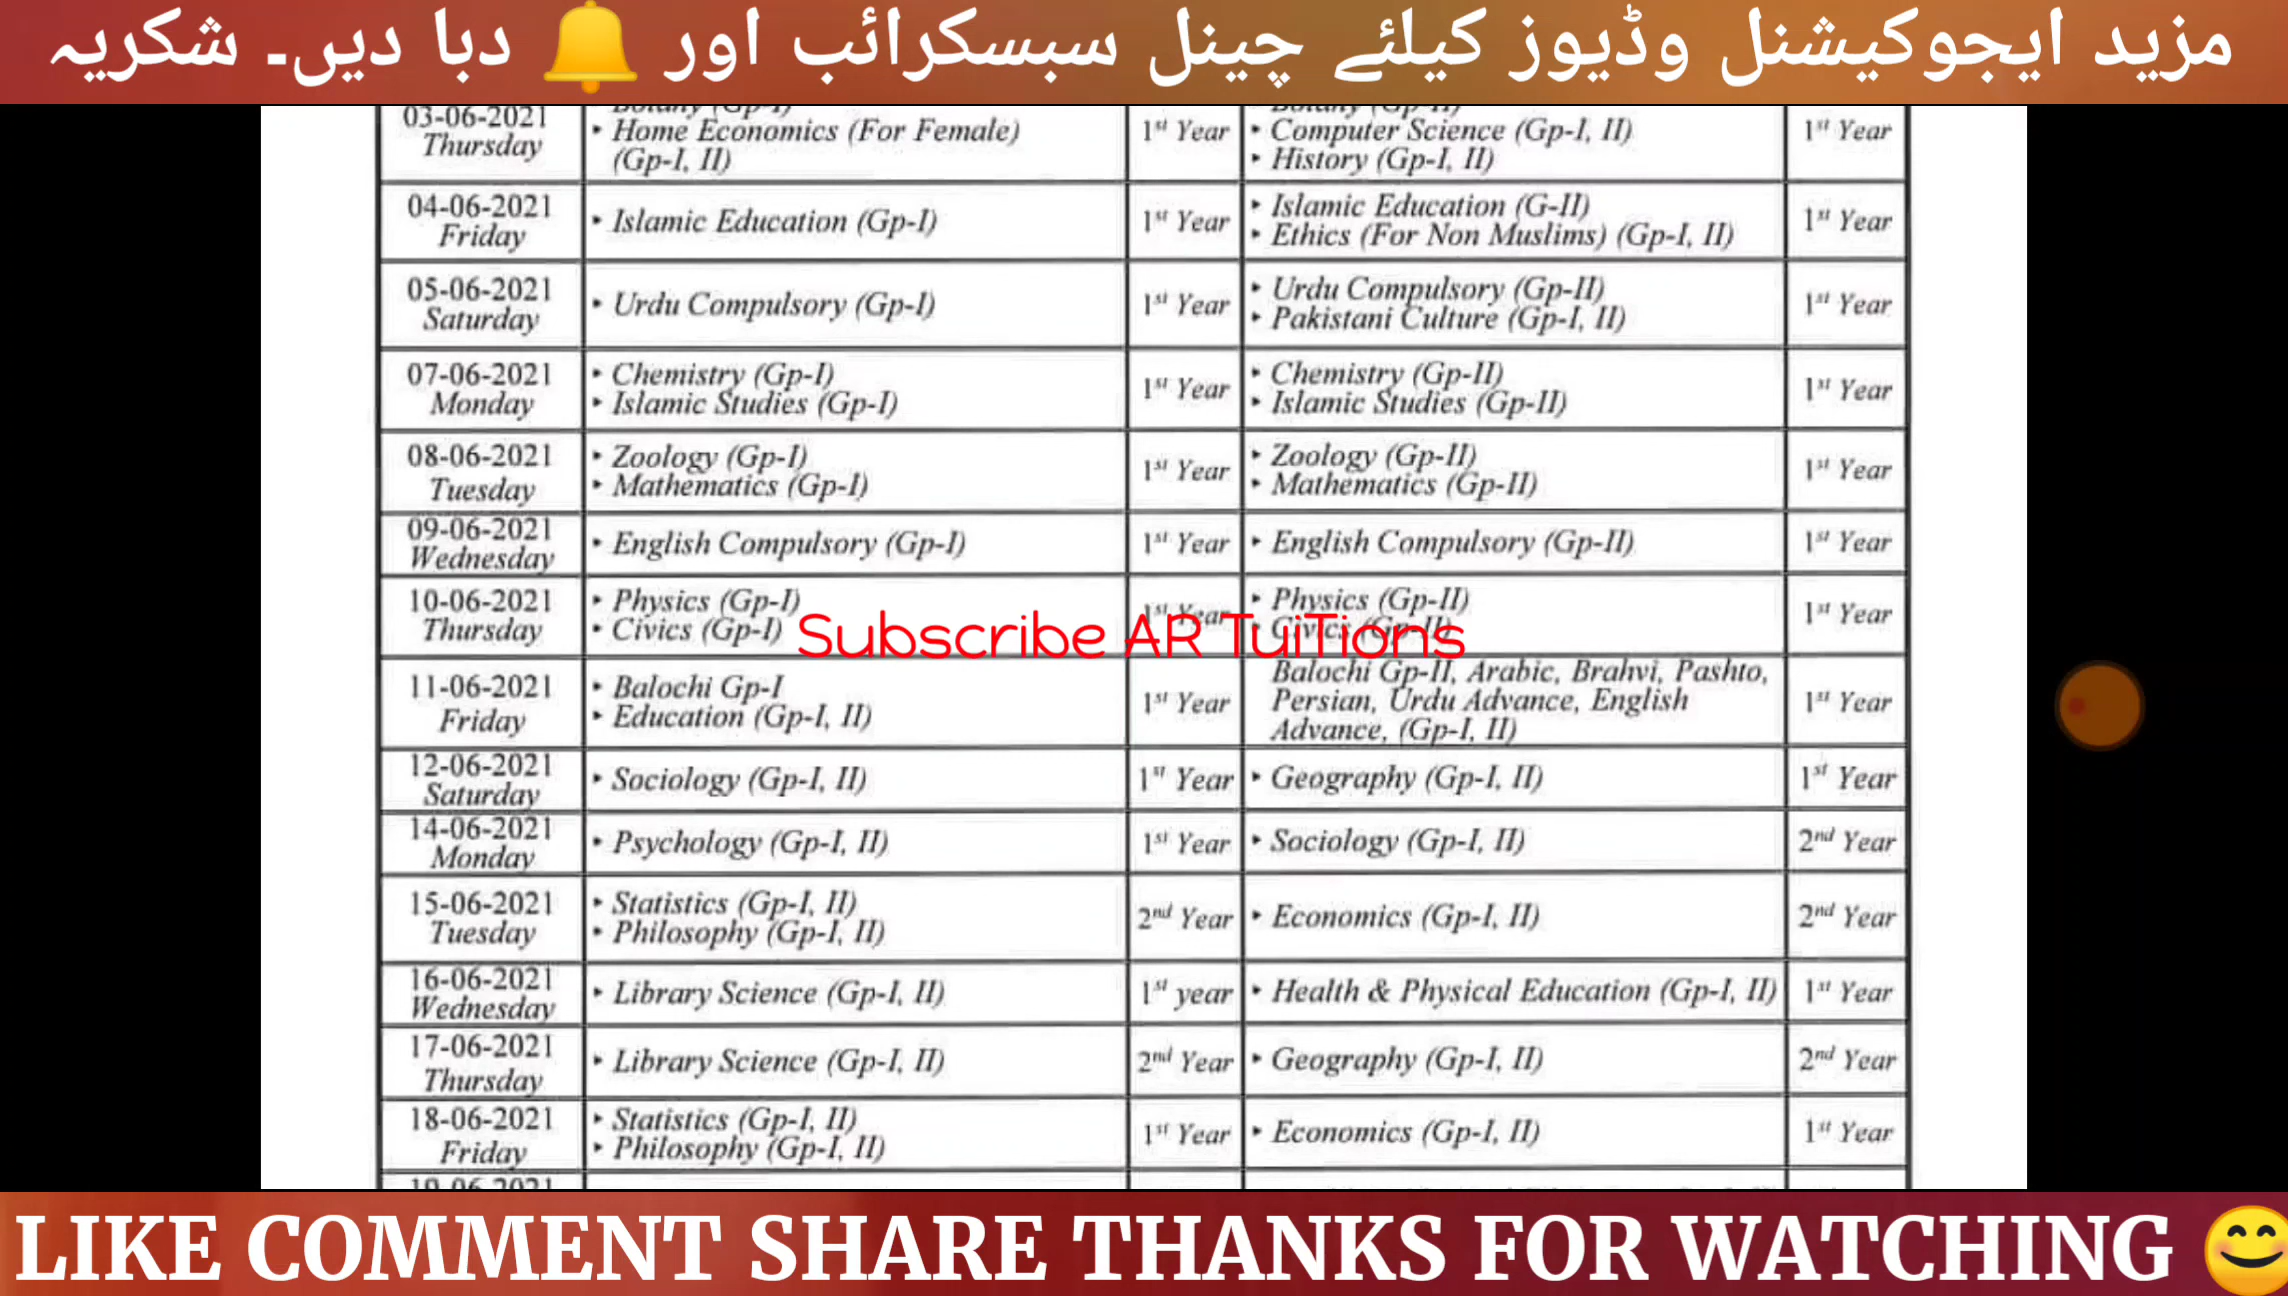 مزید ایجوکیشنل وڈیوز کیلئے چینل سبسکرائب اور 🔔 دبا دیں۔ شکریہ
03-06-2021
Thursday
Botany (Gp-I)
‣ Home Economics (For Female)
(Gp-I, II)
1st Year
Botany (Gp-II)
‣ Computer Science (Gp-I, II)
‣ History (Gp-I, II)
1st Year
04-06-2021
Friday
‣ Islamic Education (Gp-I)
1st Year
‣ Islamic Education (G-II)
‣ Ethics (For Non Muslims) (Gp-I, II)
1st Year
05-06-2021
Saturday
‣ Urdu Compulsory (Gp-I)
1st Year
‣ Urdu Compulsory (Gp-II)
‣ Pakistani Culture (Gp-I, II)
1st Year
07-06-2021
Monday
‣ Chemistry (Gp-I)
‣ Islamic Studies (Gp-I)
1st Year
‣ Chemistry (Gp-II)
‣ Islamic Studies (Gp-II)
1st Year
08-06-2021
Tuesday
‣ Zoology (Gp-I)
‣ Mathematics (Gp-I)
1st Year
‣ Zoology (Gp-II)
‣ Mathematics (Gp-II)
1st Year
09-06-2021
Wednesday
‣ English Compulsory (Gp-I)
1st Year
‣ English Compulsory (Gp-II)
1st Year
10-06-2021
Thursday
‣ Physics (Gp-I)
‣ Civics (Gp-I)
1st Year
‣ Physics (Gp-II)
‣ Civics (Gp-II)
1st Year
Subscribe AR TuiTions
11-06-2021
Friday
‣ Balochi Gp-I
‣ Education (Gp-I, II)
1st Year
Balochi Gp-II, Arabic, Brahvi, Pashto,
Persian, Urdu Advance, English
Advance, (Gp-I, II)
1st Year
12-06-2021
Saturday
‣ Sociology (Gp-I, II)
1st Year
‣ Geography (Gp-I, II)
1st Year
14-06-2021
Monday
‣ Psychology (Gp-I, II)
1st Year
‣ Sociology (Gp-I, II)
2nd Year
15-06-2021
Tuesday
‣ Statistics (Gp-I, II)
‣ Philosophy (Gp-I, II)
2nd Year
‣ Economics (Gp-I, II)
2nd Year
16-06-2021
Wednesday
‣ Library Science (Gp-I, II)
1st year
‣ Health & Physical Education (Gp-I, II)
1st Year
17-06-2021
Thursday
‣ Library Science (Gp-I, II)
2nd Year
‣ Geography (Gp-I, II)
2nd Year
18-06-2021
Friday
‣ Statistics (Gp-I, II)
‣ Philosophy (Gp-I, II)
1st Year
‣ Economics (Gp-I, II)
1st Year
19-06-2021
LIKE COMMENT SHARE THANKS FOR WATCHING 😊